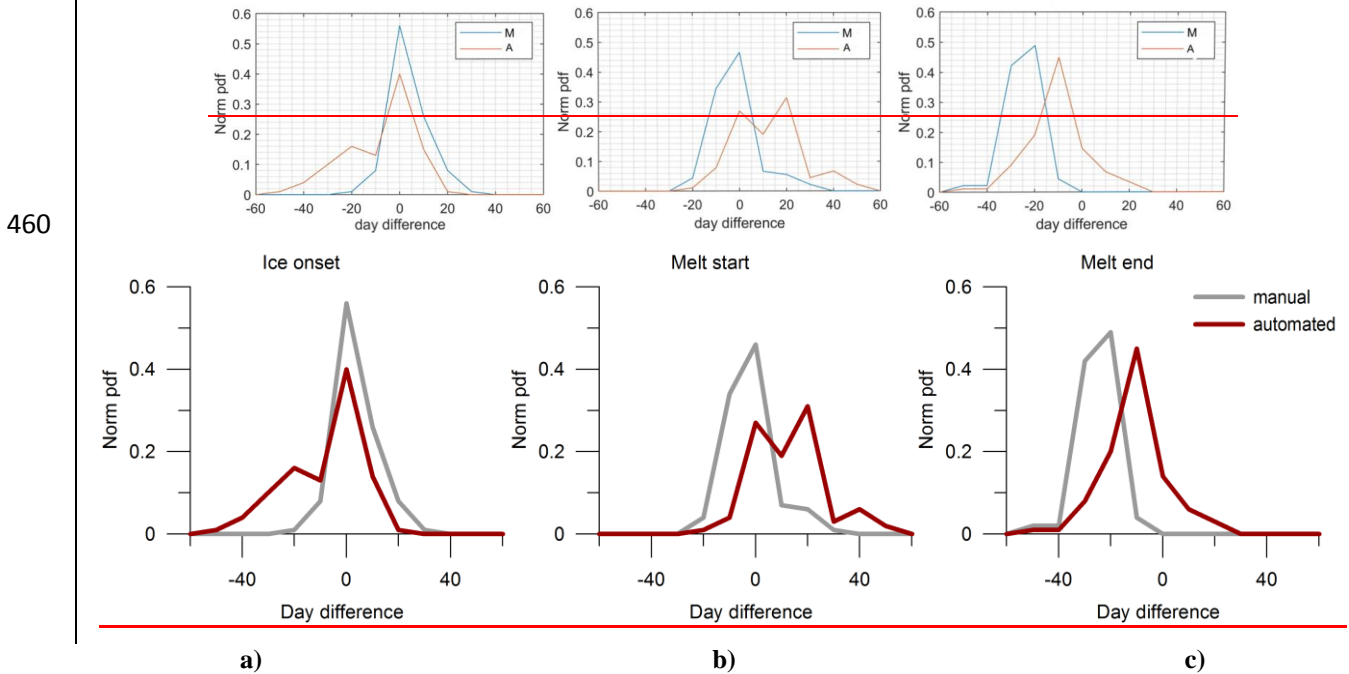 0.6 0.5 0.4 0.3 0.2 0.1 0
Norm pdf
M
A
-60 -40 -20 0 20 40 60
day difference
0.6 0.5 0.4 0.3 0.2 0.1 0
Norm pdf
M
A
-60 -40 -20 0 20 40 60
day difference
0.6 0.5 0.4 0.3 0.2 0.1 0
Norm pdf
M
A
-60 -40 -20 0 20 40 60
day difference
460
Ice onset
0.6 0.4 0.2 0
Norm pdf
-40 0 40
Day difference
Melt start
0.6 0.4 0.2 0
Norm pdf
-40 0 40
Day difference
Melt end
0.6 0.4 0.2 0
Norm pdf
manual
automated
-40 0 40
Day difference
a) b) c)